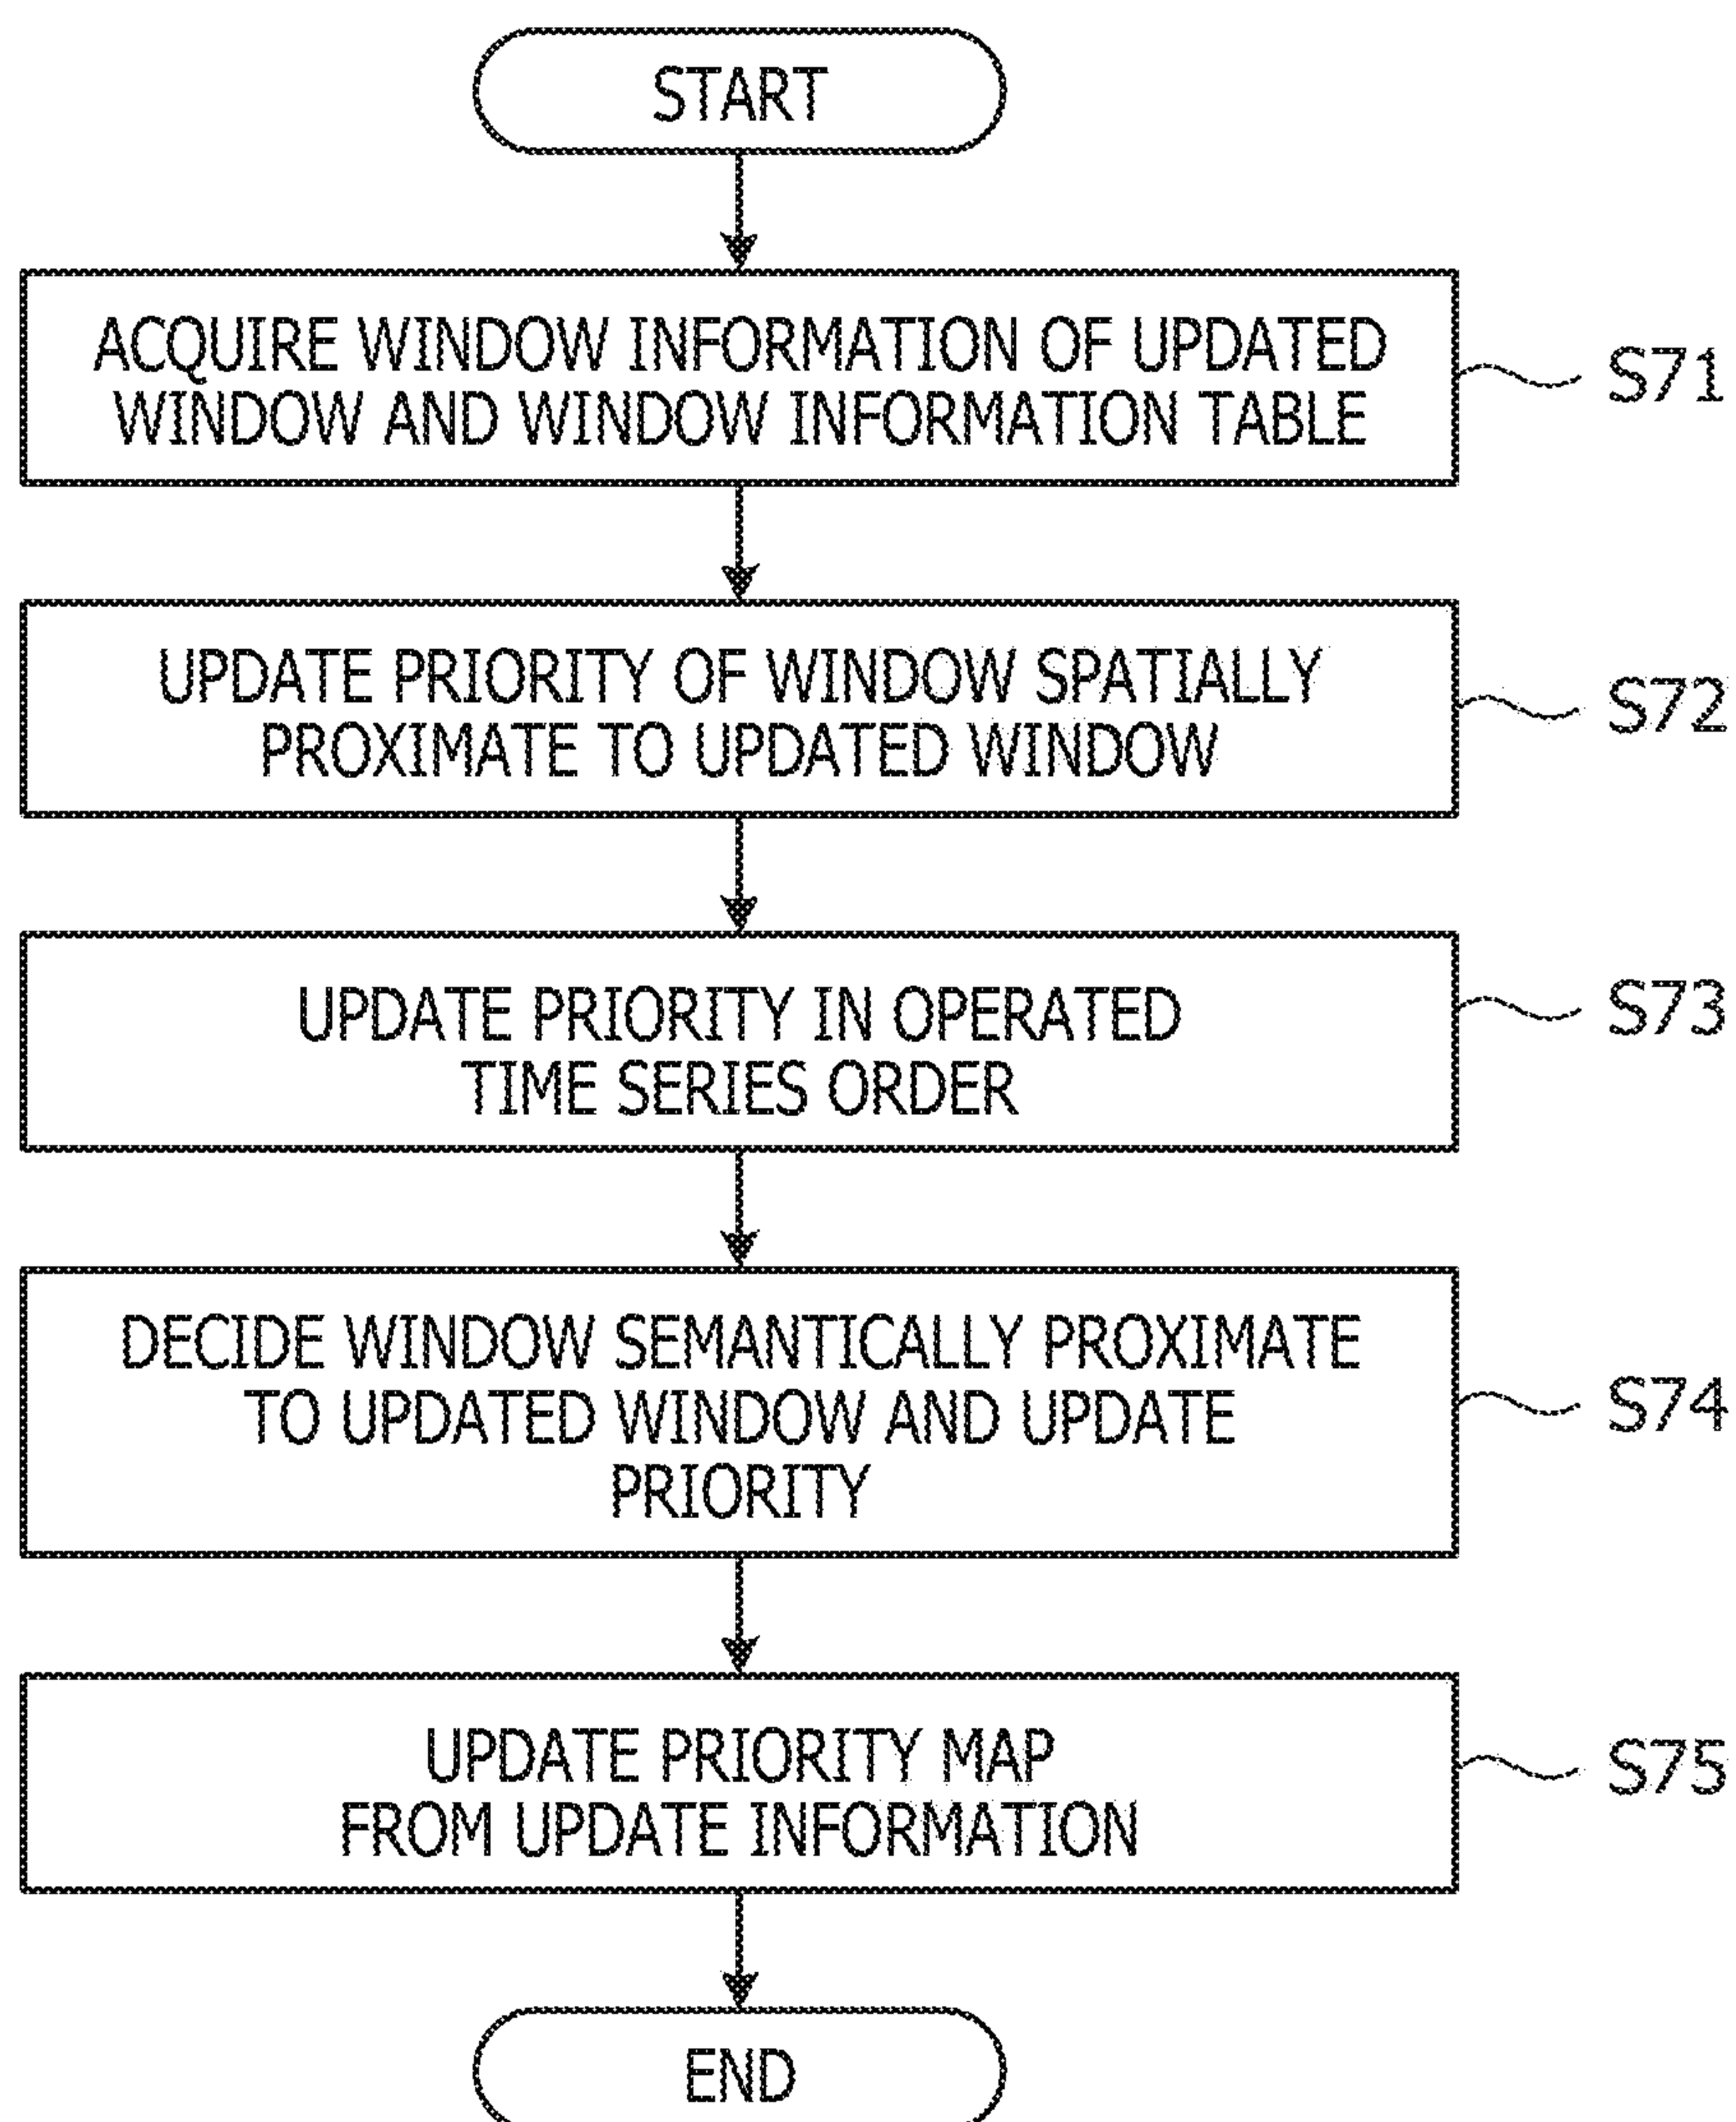 START
ACQUIRE WINDOW INFORMATION OF UPDATED
WINDOW AND WINDOW INFORMATION TABLE
S71
UPDATE PRIORITY OF WINDOW SPATIALLY
PROXIMATE TO UPDATED WINDOW
S72
UPDATE PRIORITY IN OPERATED
TIME SERIES ORDER
S73
DECIDE WINDOW SEMANTICALLY PROXIMATE
TO UPDATED WINDOW AND UPDATE
PRIORITY
S74
UPDATE PRIORITY MAP
FROM UPDATE INFORMATION
S75
END